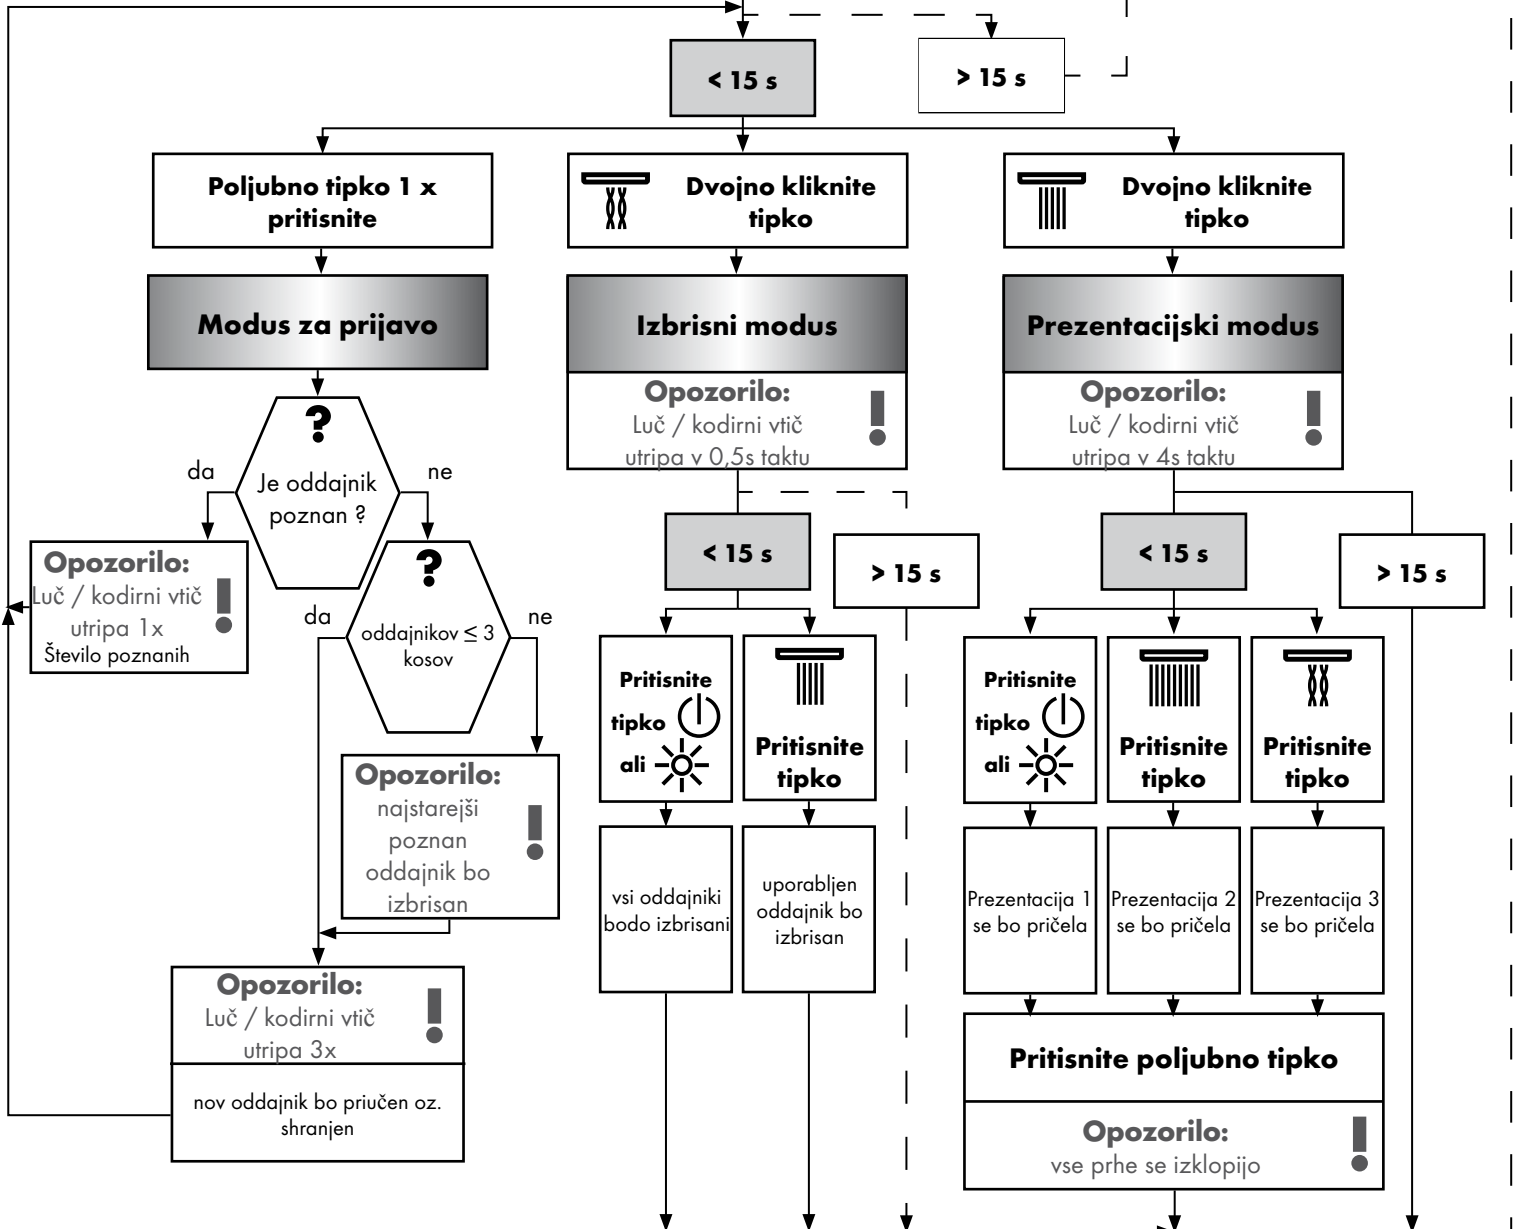 < 15 s
> 15 s
Poljubno tipko 1 x
pritisnite
Dvojno kliknite
tipko
Dvojno kliknite
tipko
Modus za prijavo
Izbrisni modus
Prezentacijski modus
Opozorilo:
Luč / kodirni vtič
utripa v 0,5s taktu
Opozorilo:
Luč / kodirni vtič
utripa v 4s taktu
?
da
ne
Je oddajnik
poznan ?
Opozorilo:
Luč / kodirni vtič
utripa 1x
Število poznanih
?
da
ne
oddajnikov ≤ 3
kosov
< 15 s
> 15 s
< 15 s
> 15 s
Pritisnite
tipko
ali
Pritisnite
tipko
Pritisnite
tipko
ali
Pritisnite
tipko
Pritisnite
tipko
Opozorilo:
najstarejši
poznan
oddajnik bo
izbrisan
vsi oddajniki
bodo izbrisani
uporabljen
oddajnik bo
izbrisan
Prezentacija 1
se bo pričela
Prezentacija 2
se bo pričela
Prezentacija 3
se bo pričela
Opozorilo:
Luč / kodirni vtič
utripa 3x
nov oddajnik bo priučen oz.
shranjen
Pritisnite poljubno tipko
Opozorilo:
vse prhe se izklopijo